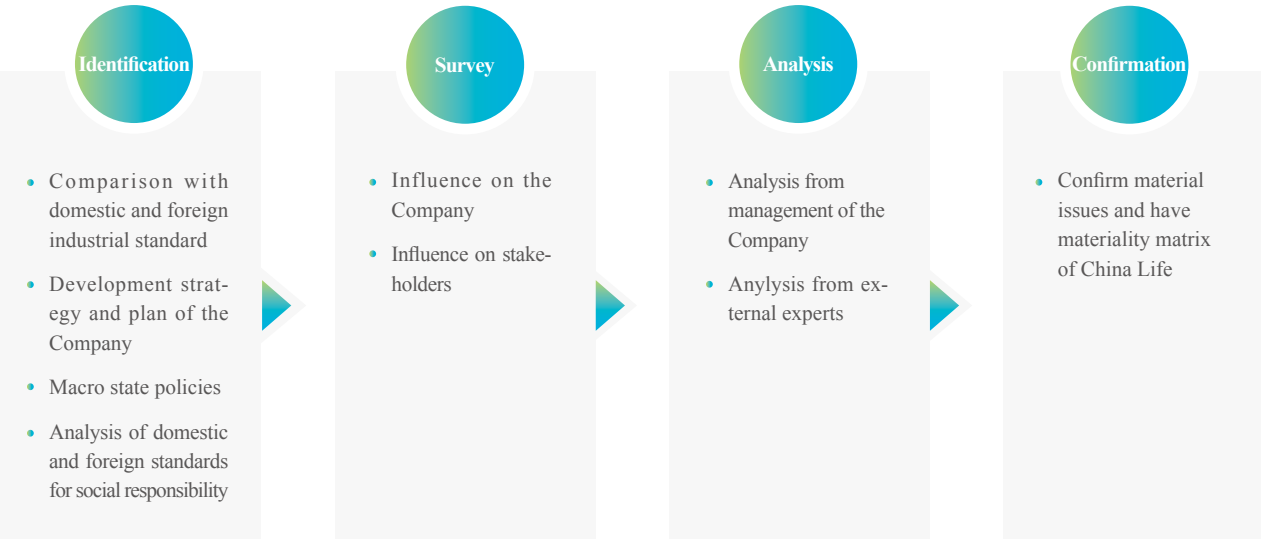 Identification
Comparison with
domestic and foreign
industrial standard
Development strat-
egy and plan of the
Company
Macro state policies
Analysis of domestic
and foreign standards
for social responsibility
Survey
Influence on the
Company
Influence on stake-
holders
Analysis
Analysis from
management of the
Company
Anylysis from ex-
ternal experts
Confirmation
Confirm material
issues and have
materiality matrix
of China Life